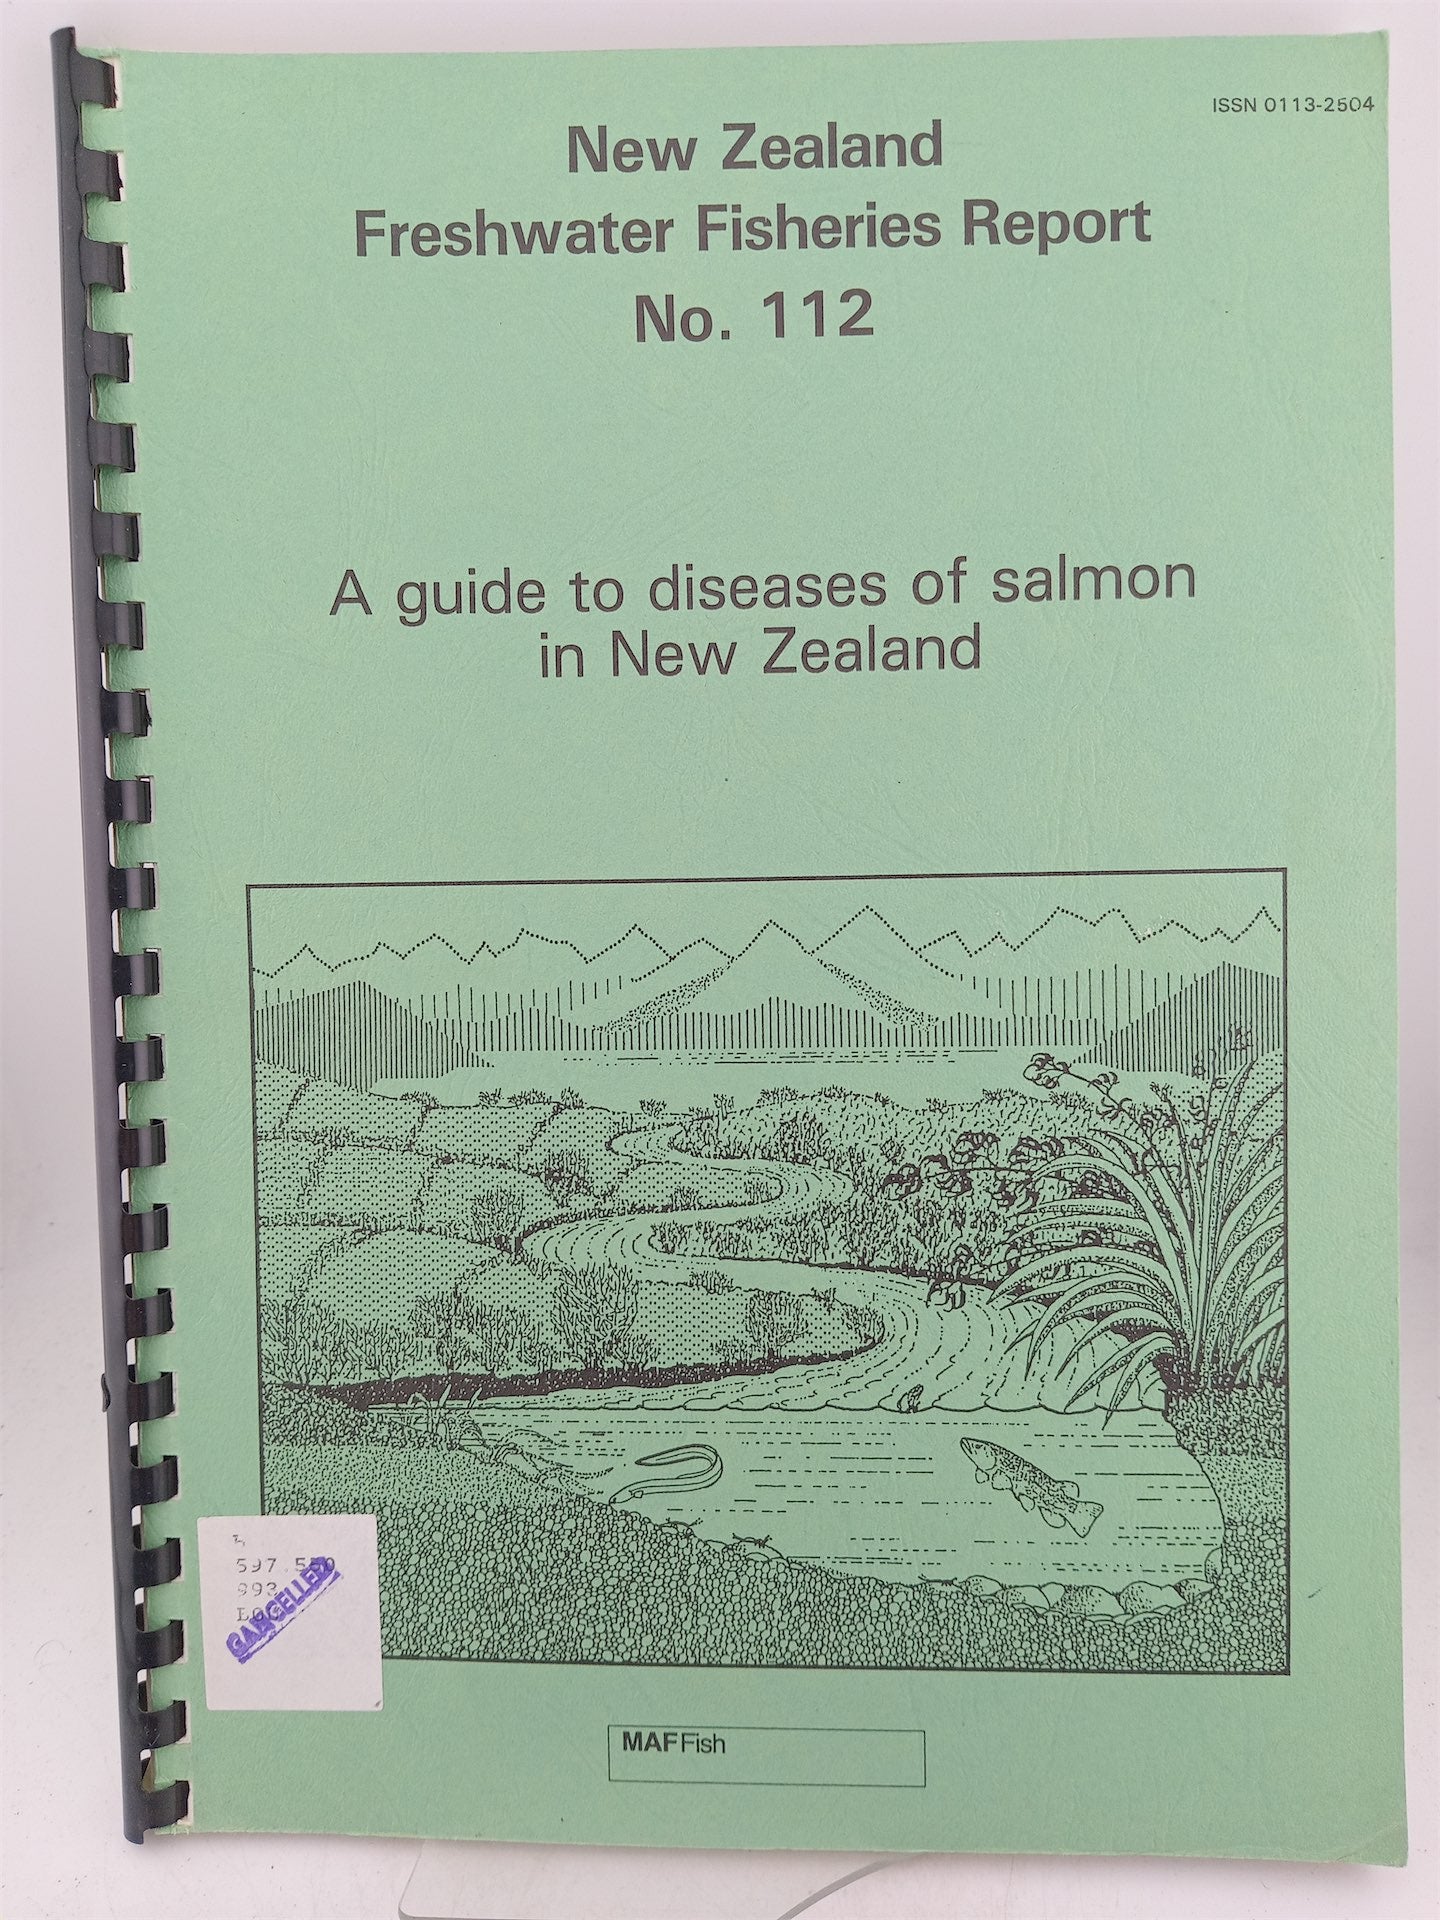 ISSN 0113-2504
New Zealand
Freshwater Fisheries Report
No. 112
A guide to diseases of salmon
in New Zealand
993
CANCELLED
MAFFish